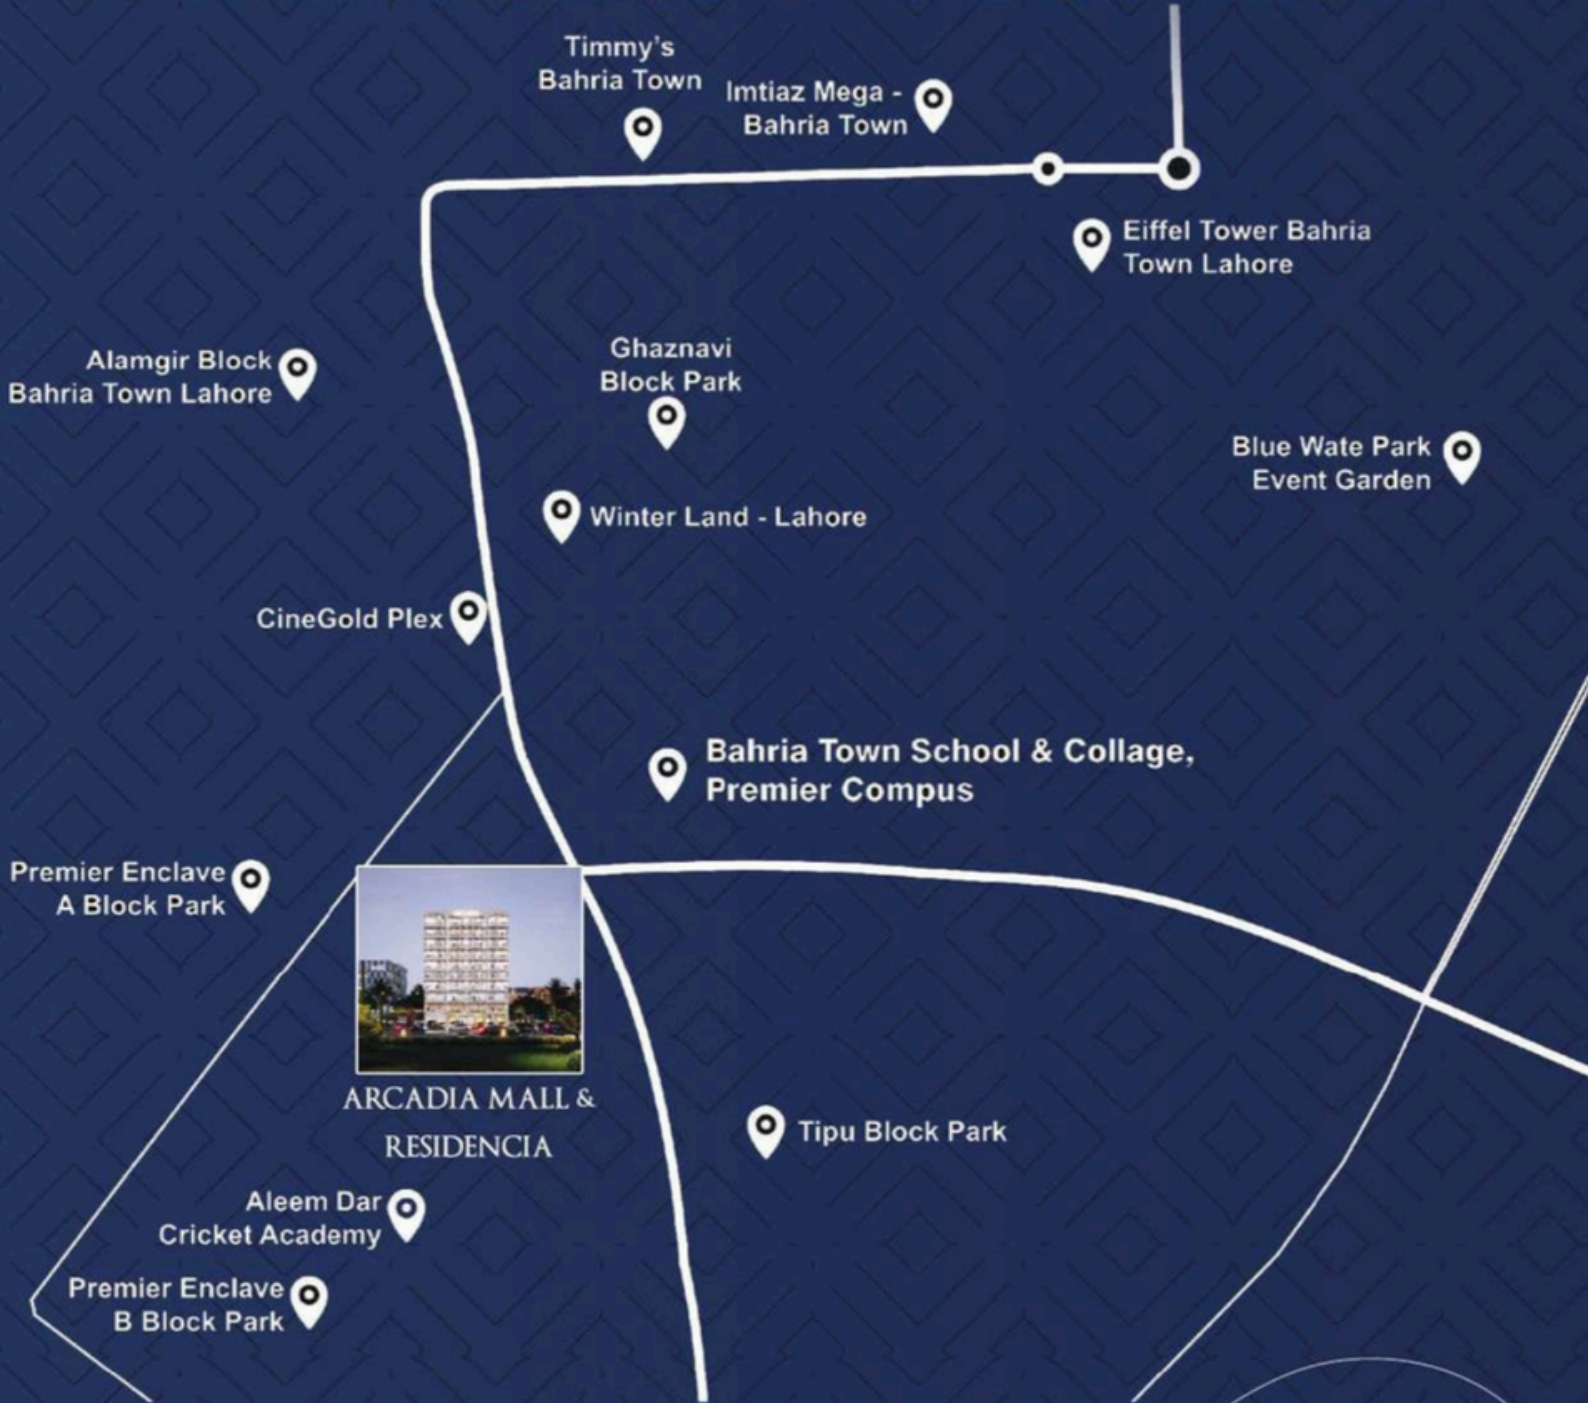 Timmy's
Bahria Town
Imtiaz Mega -
Bahria Town
Eiffel Tower Bahria
Town Lahore
Alamgir Block
Bahria Town Lahore
Ghaznavi
Block Park
Blue Wate Park
Event Garden
Winter Land - Lahore
CineGold Plex
Bahria Town School & Collage,
Premier Compus
Premier Enclave
A Block Park
ARCADIA MALL &
RESIDENCIA
Tipu Block Park
Aleem Dar
Cricket Academy
Premier Enclave
B Block Park